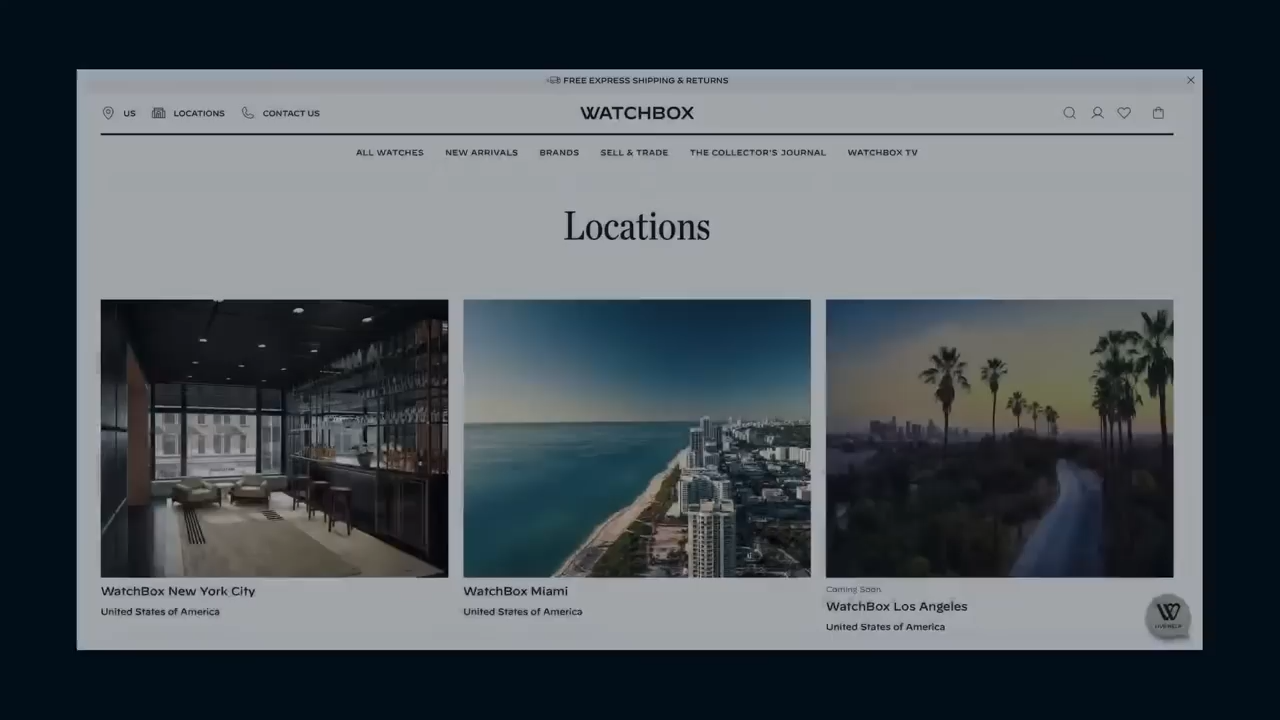 FREE EXPRESS SHIPPING & RETURNS
US LOCATIONS CONTACT US
WATCHBOX
ALL WATCHES NEW ARRIVALS BRANDS SELL & TRADE THE COLLECTOR'S JOURNAL WATCHBOX TV
Locations
WatchBox New York City
United States of America
WatchBox Miami
United States of America
Coming Soon
WatchBox Los Angeles
United States of America
LIVE HELP